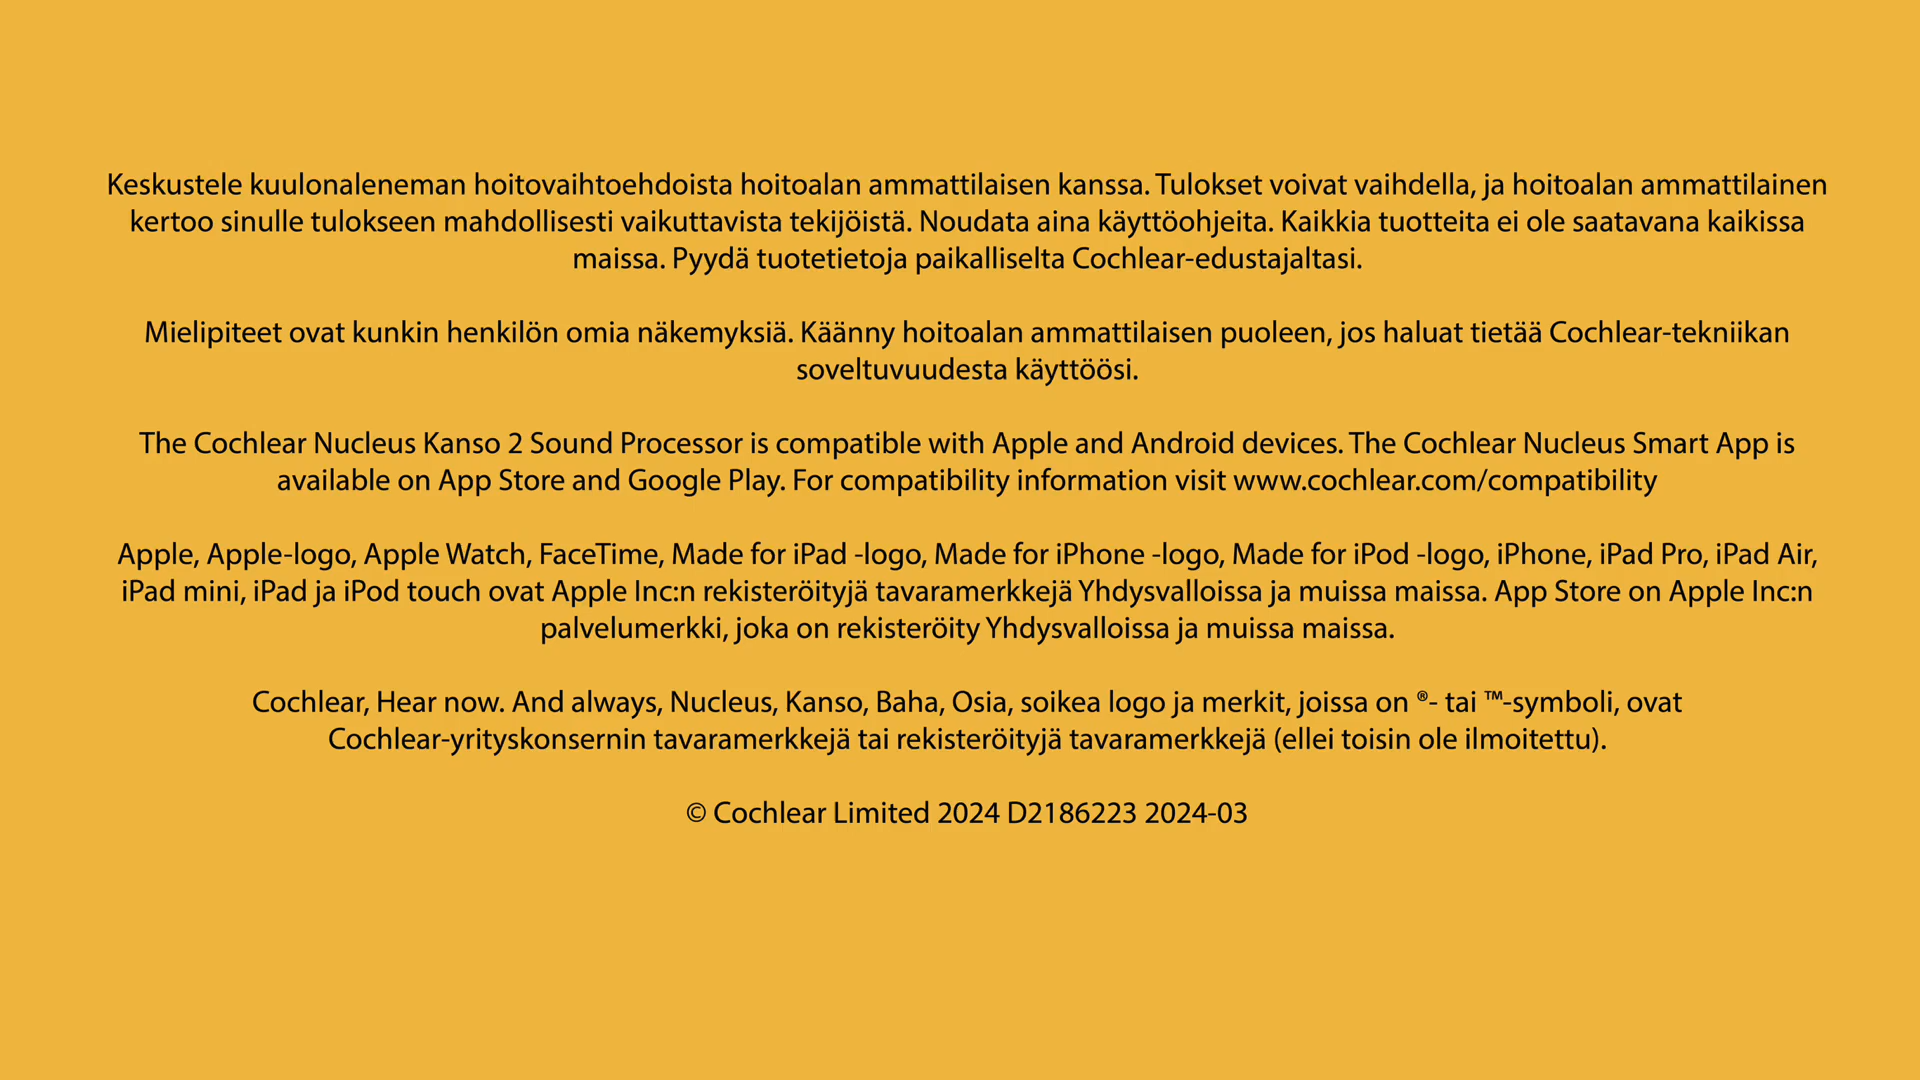 Keskustele kuulonaleneman hoitovaihtoehdoista hoitoalan ammattilaisen kanssa. Tulokset voivat vaihdella, ja hoitoalan ammattilainen
kertoo sinulle tulokseen mahdollisesti vaikuttavista tekijöistä. Noudata aina käyttöohjeita. Kaikkia tuotteita ei ole saatavana kaikissa
maissa. Pyydä tuotetietoja paikalliselta Cochlear-edustajaltasi.
Mielipiteet ovat kunkin henkilön omia näkemyksiä. Käänny hoitoalan ammattilaisen puoleen, jos haluat tietää Cochlear-tekniikan
soveltuvuudesta käyttöösi.
The Cochlear Nucleus Kanso 2 Sound Processor is compatible with Apple and Android devices. The Cochlear Nucleus Smart App is
available on App Store and Google Play. For compatibility information visit www.cochlear.com/compatibility
Apple, Apple-logo, Apple Watch, FaceTime, Made for iPad -logo, Made for iPhone -logo, Made for iPod -logo, iPhone, iPad Pro, iPad Air,
iPad mini, iPad ja iPod touch ovat Apple Inc:n rekisteröityjä tavaramerkkejä Yhdysvalloissa ja muissa maissa. App Store on Apple Inc:n
palvelumerkki, joka on rekisteröity Yhdysvalloissa ja muissa maissa.
Cochlear, Hear now. And always, Nucleus, Kanso, Baha, Osia, soikea logo ja merkit, joissa on ®- tai ™-symboli, ovat
Cochlear-yrityskonsernin tavaramerkkejä tai rekisteröityjä tavaramerkkejä (ellei toisin ole ilmoitettu).
© Cochlear Limited 2024 D2186223 2024-03